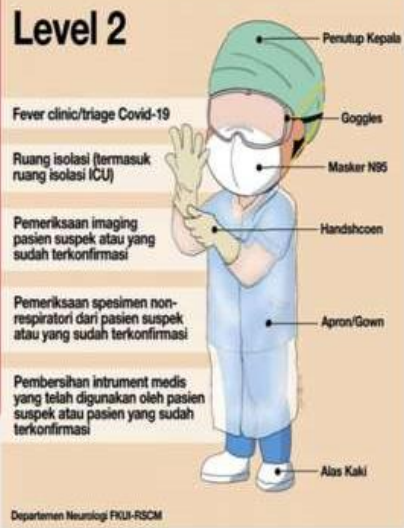 Level 2
Penutup Kepala
Fever clinic/triage Covid-19
Goggles
Ruang isolasi (termasuk
ruang isolasi ICU)
Masker N95
Pemeriksaan imaging
pasien suspek atau yang
sudah terkonfirmasi
Handshcoen
Pemeriksaan spesimen non-
respiratori dari pasien suspek
atau yang sudah terkonfirmasi
Apron/Gown
Pembersihan intrument medis
yang telah digunakan oleh pasien
suspek atau pasien yang sudah
terkonfirmasi
Alas Kaki
Departemen Neurologi FKUI-RSCM